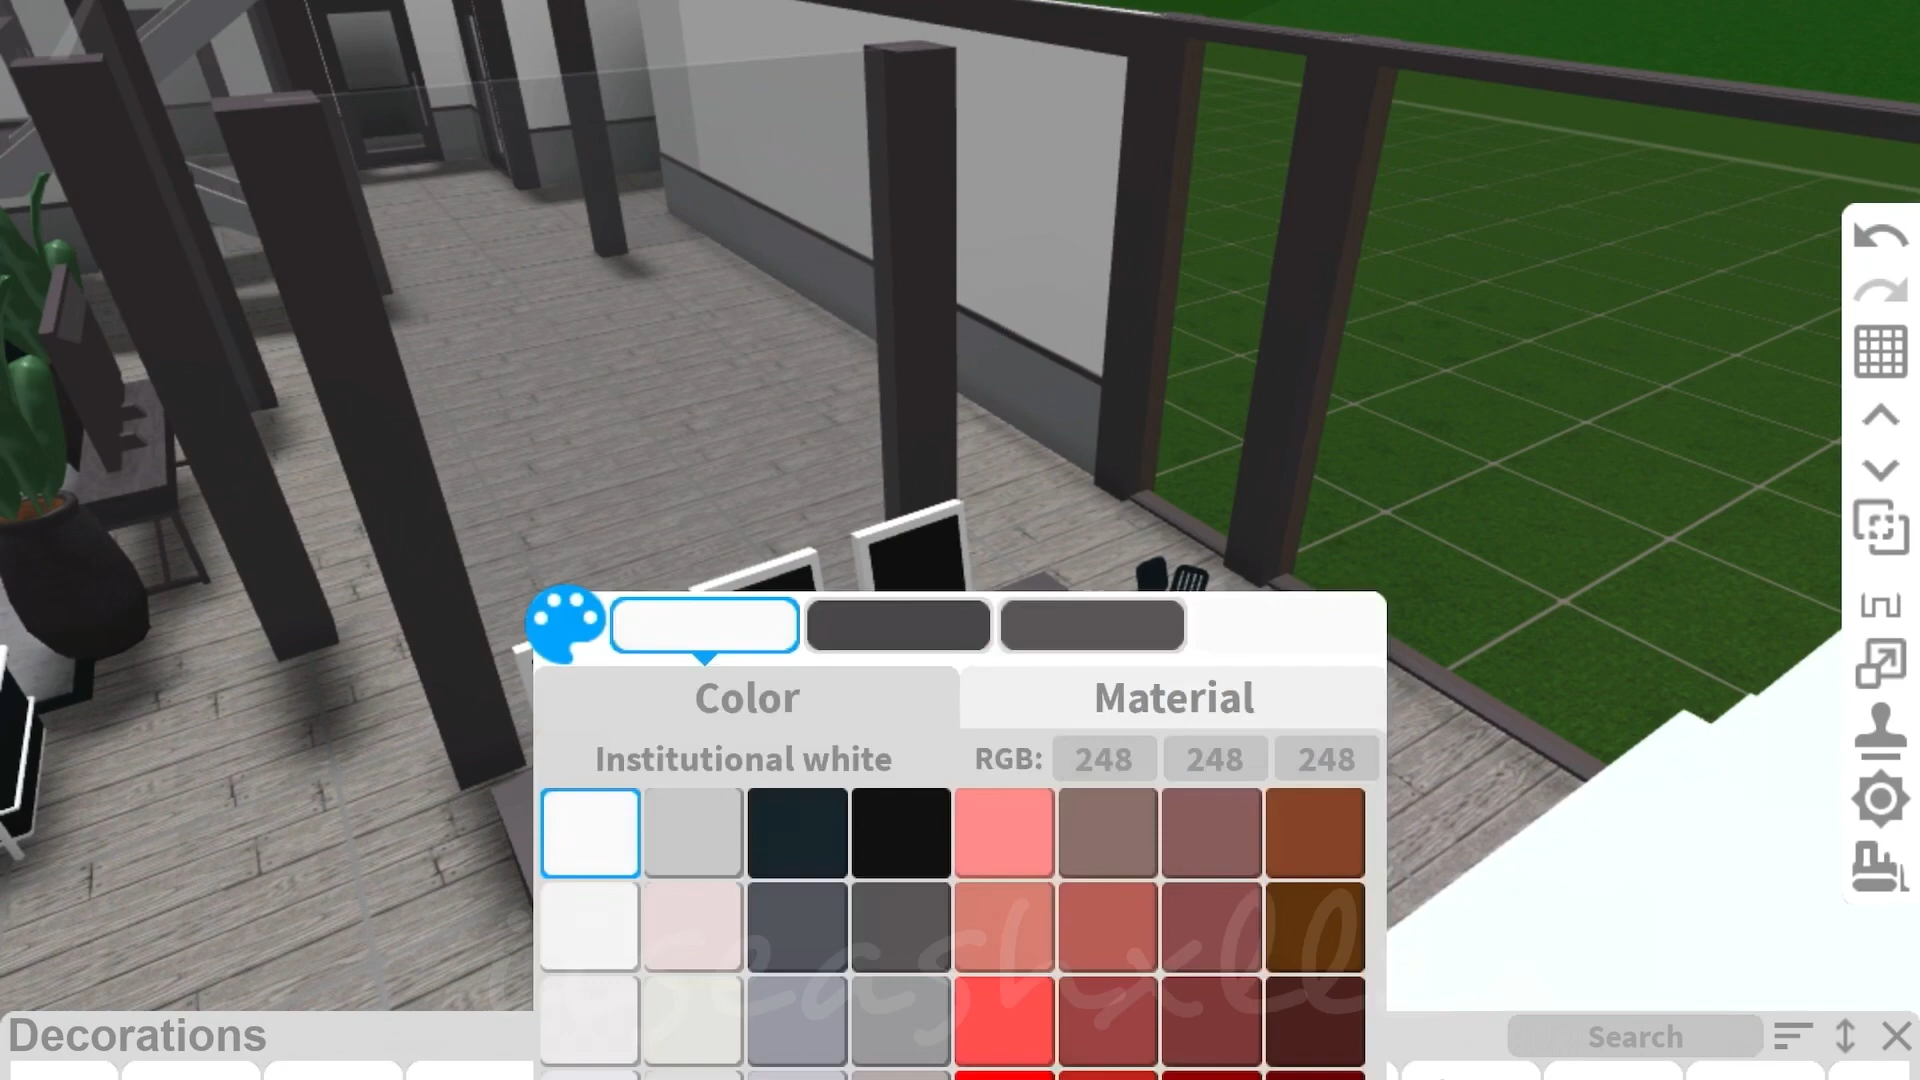 Color
Material
Institutional white
RGB: 248 248 248
Decorations
Search